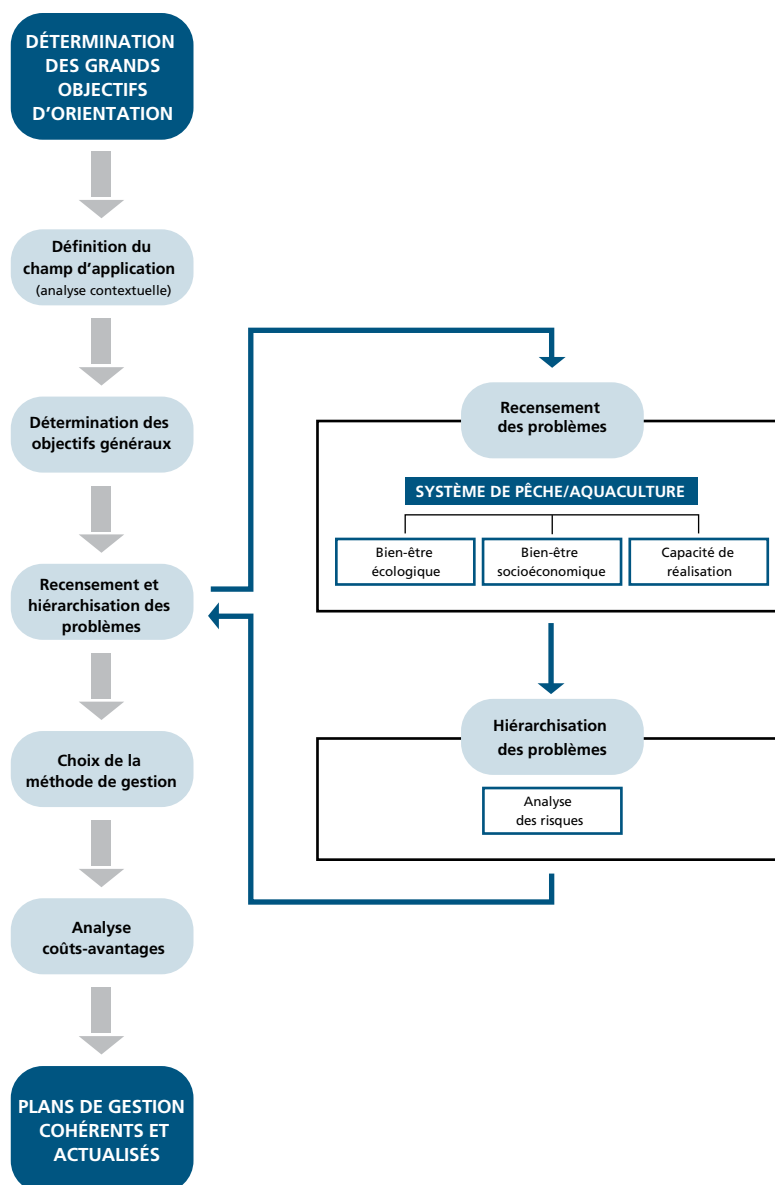 DÉTERMINATION
DES GRANDS
OBJECTIFS
D’ORIENTATION
Définition du
champ d’application
(analyse contextuelle)
Détermination des
objectifs généraux
Recensement et
hiérarchisation des
problèmes
Choix de la
méthode de gestion
Analyse
coûts-avantages
PLANS DE GESTION
COHÉRENTS ET
ACTUALISÉS
Recensement
des problèmes
SYSTÈME DE PÊCHE/AQUACULTURE
Bien-être
écologique
Bien-être
socioéconomique
Capacité de
réalisation
Hiérarchisation
des problèmes
Analyse
des risques